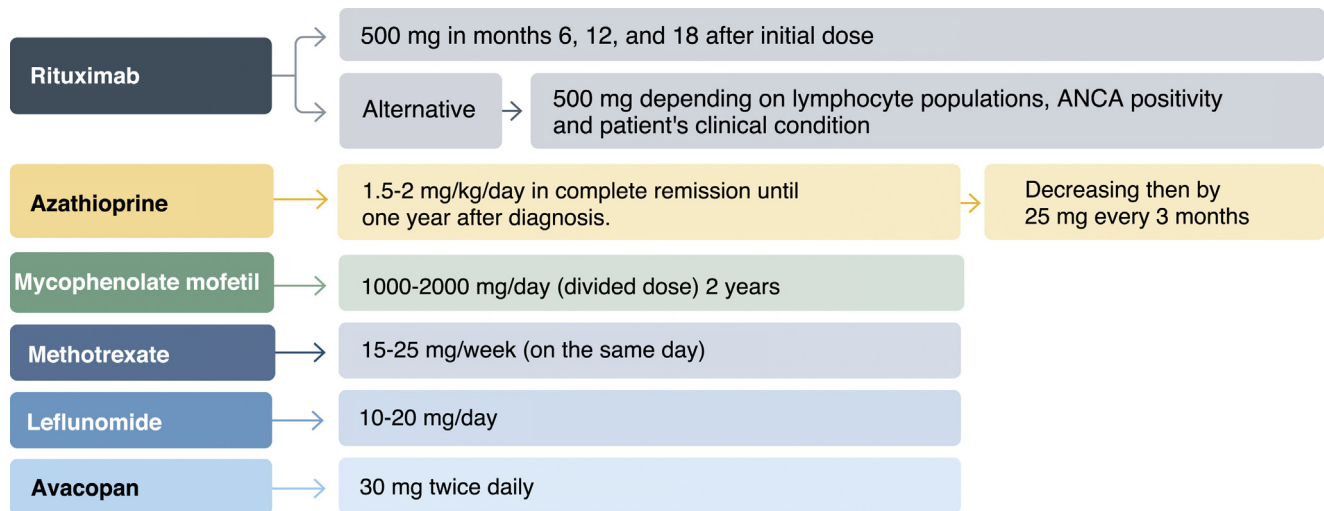 Rituximab
500 mg in months 6, 12, and 18 after initial dose
Alternative
500 mg depending on lymphocyte populations, ANCA positivity
and patient's clinical condition
Azathioprine
1.5-2 mg/kg/day in complete remission until
one year after diagnosis.
Decreasing then by
25 mg every 3 months
Mycophenolate mofetil
1000-2000 mg/day (divided dose) 2 years
Methotrexate
15-25 mg/week (on the same day)
Leflunomide
10-20 mg/day
Avacopan
30 mg twice daily